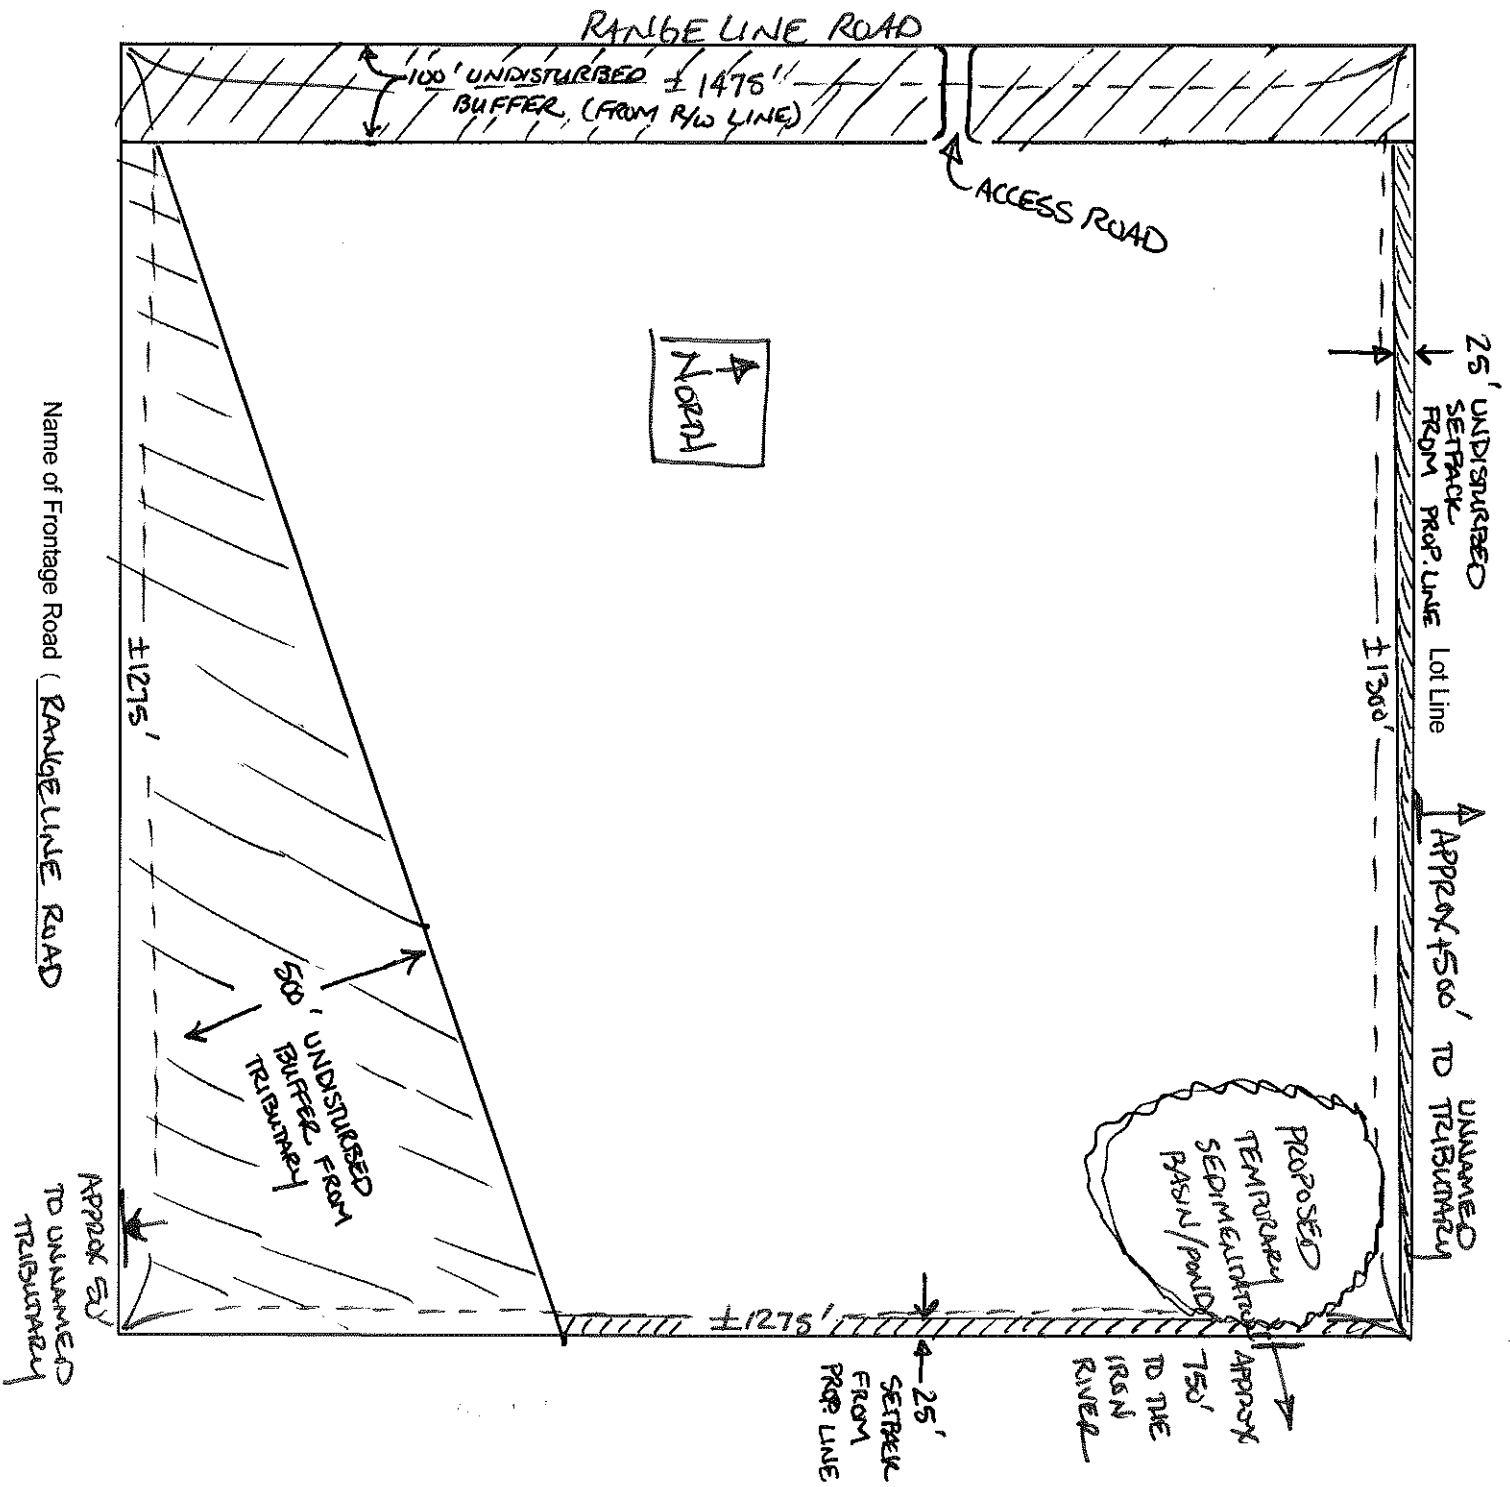 RANGE LINE ROAD
100' UNDISTURBED
BUFFER (FROM R/W LINE)
± 1475'
ACCESS ROAD
NORTH
25' UNDISTURBED
SETBACK
FROM PROP. LINE
Lot Line
±1300'
APPROX +500' TO UNNAMED
TRIBUTARY
Name of Frontage Road ( RANGELINE ROAD
±1275'
500' UNDISTURBED
BUFFER FROM
TRIBUTARY
PROPOSED
TEMPORARY
SEDIMENTATION
BASIN/POND
APPROX 50'
TO UNNAMED
TRIBUTARY
±1275'
25'
SETBACK
FROM
PROP. LINE
APPROX
750'
TO THE
IRON
RIVER